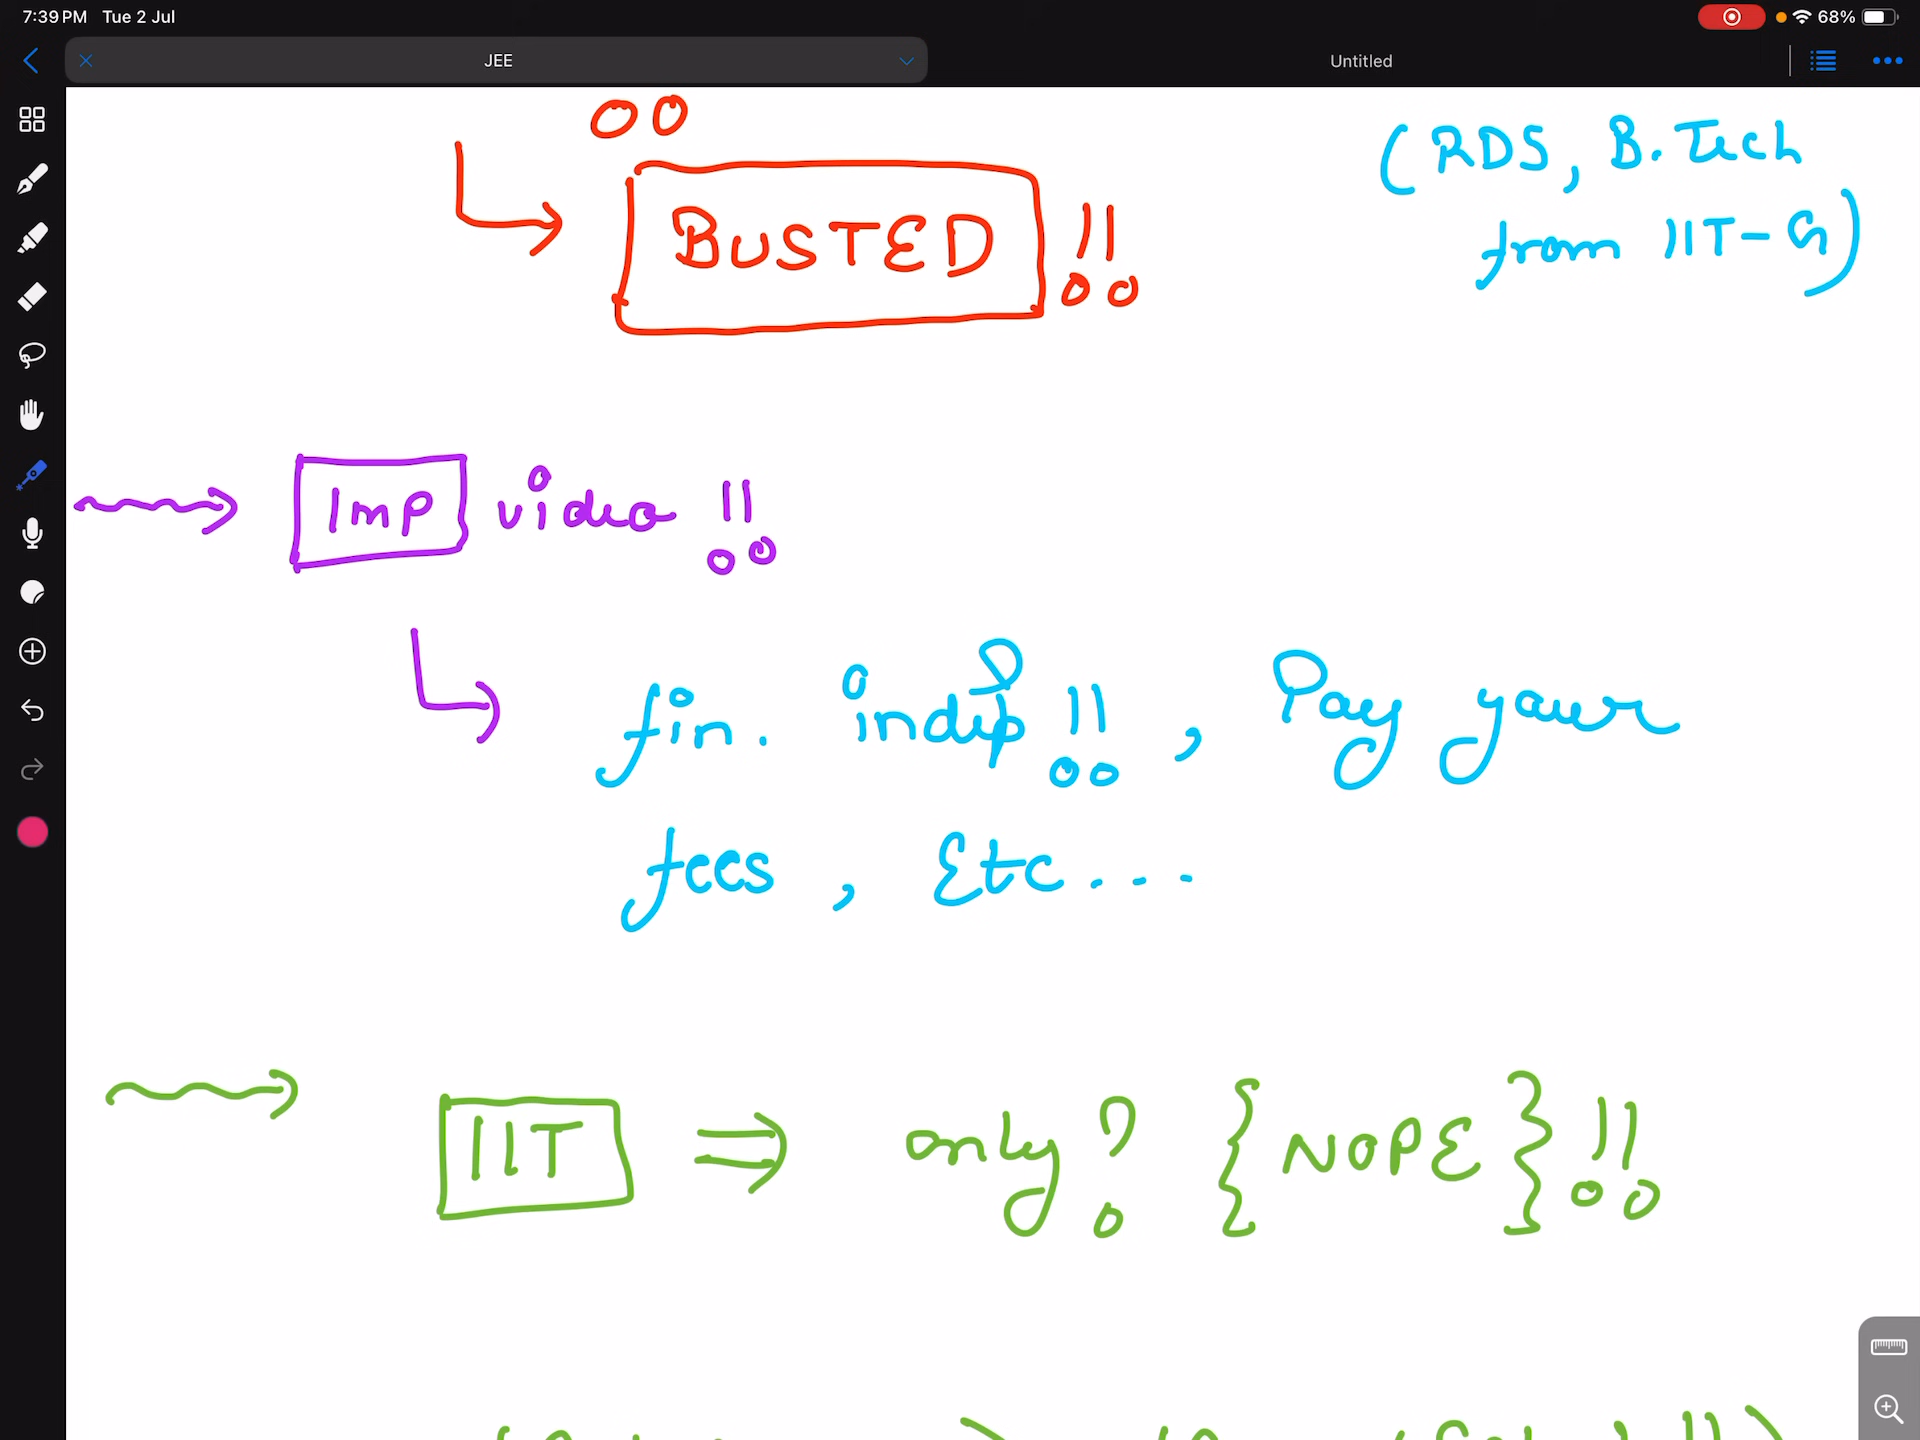 7:39 PM Tue 2 Jul
68%
JEE
Untitled
(RDS, B.Tech
from IIT-G)
BUSTED !!
Imp video !!
fin. indep !!, Pay your
fees, Etc...
IIT ⇒ only? {NOPE}!!